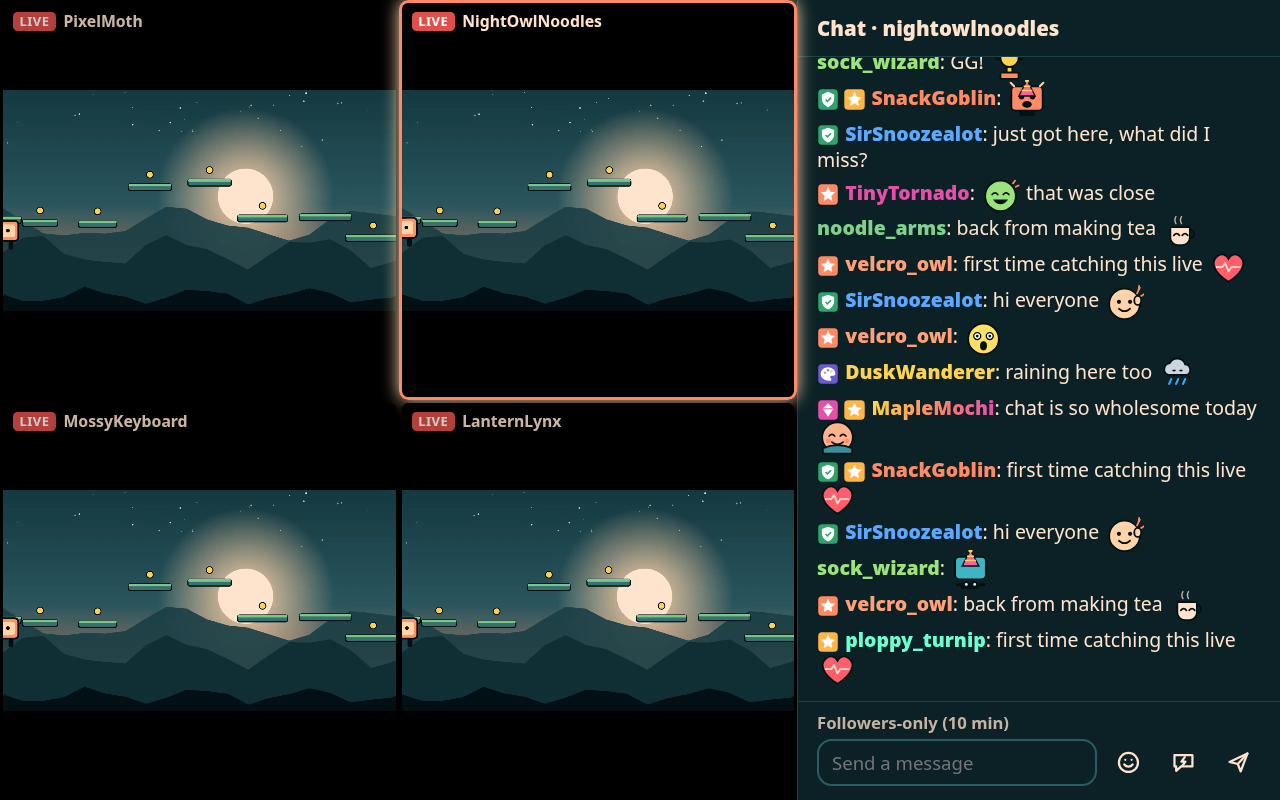 LIVE PixelMoth
LIVE NightOwlNoodles
LIVE MossyKeyboard
LIVE LanternLynx
Chat · nightowlnoodles
sock_wizard: GG!
SnackGoblin:
SirSnoozealot: just got here, what did I
miss?
TinyTornado: that was close
noodle_arms: back from making tea
velcro_owl: first time catching this live
SirSnoozealot: hi everyone
velcro_owl:
DuskWanderer: raining here too
MapleMochi: chat is so wholesome today
SnackGoblin: first time catching this live
SirSnoozealot: hi everyone
sock_wizard:
velcro_owl: back from making tea
ploppy_turnip: first time catching this live
Followers-only (10 min)
Send a message